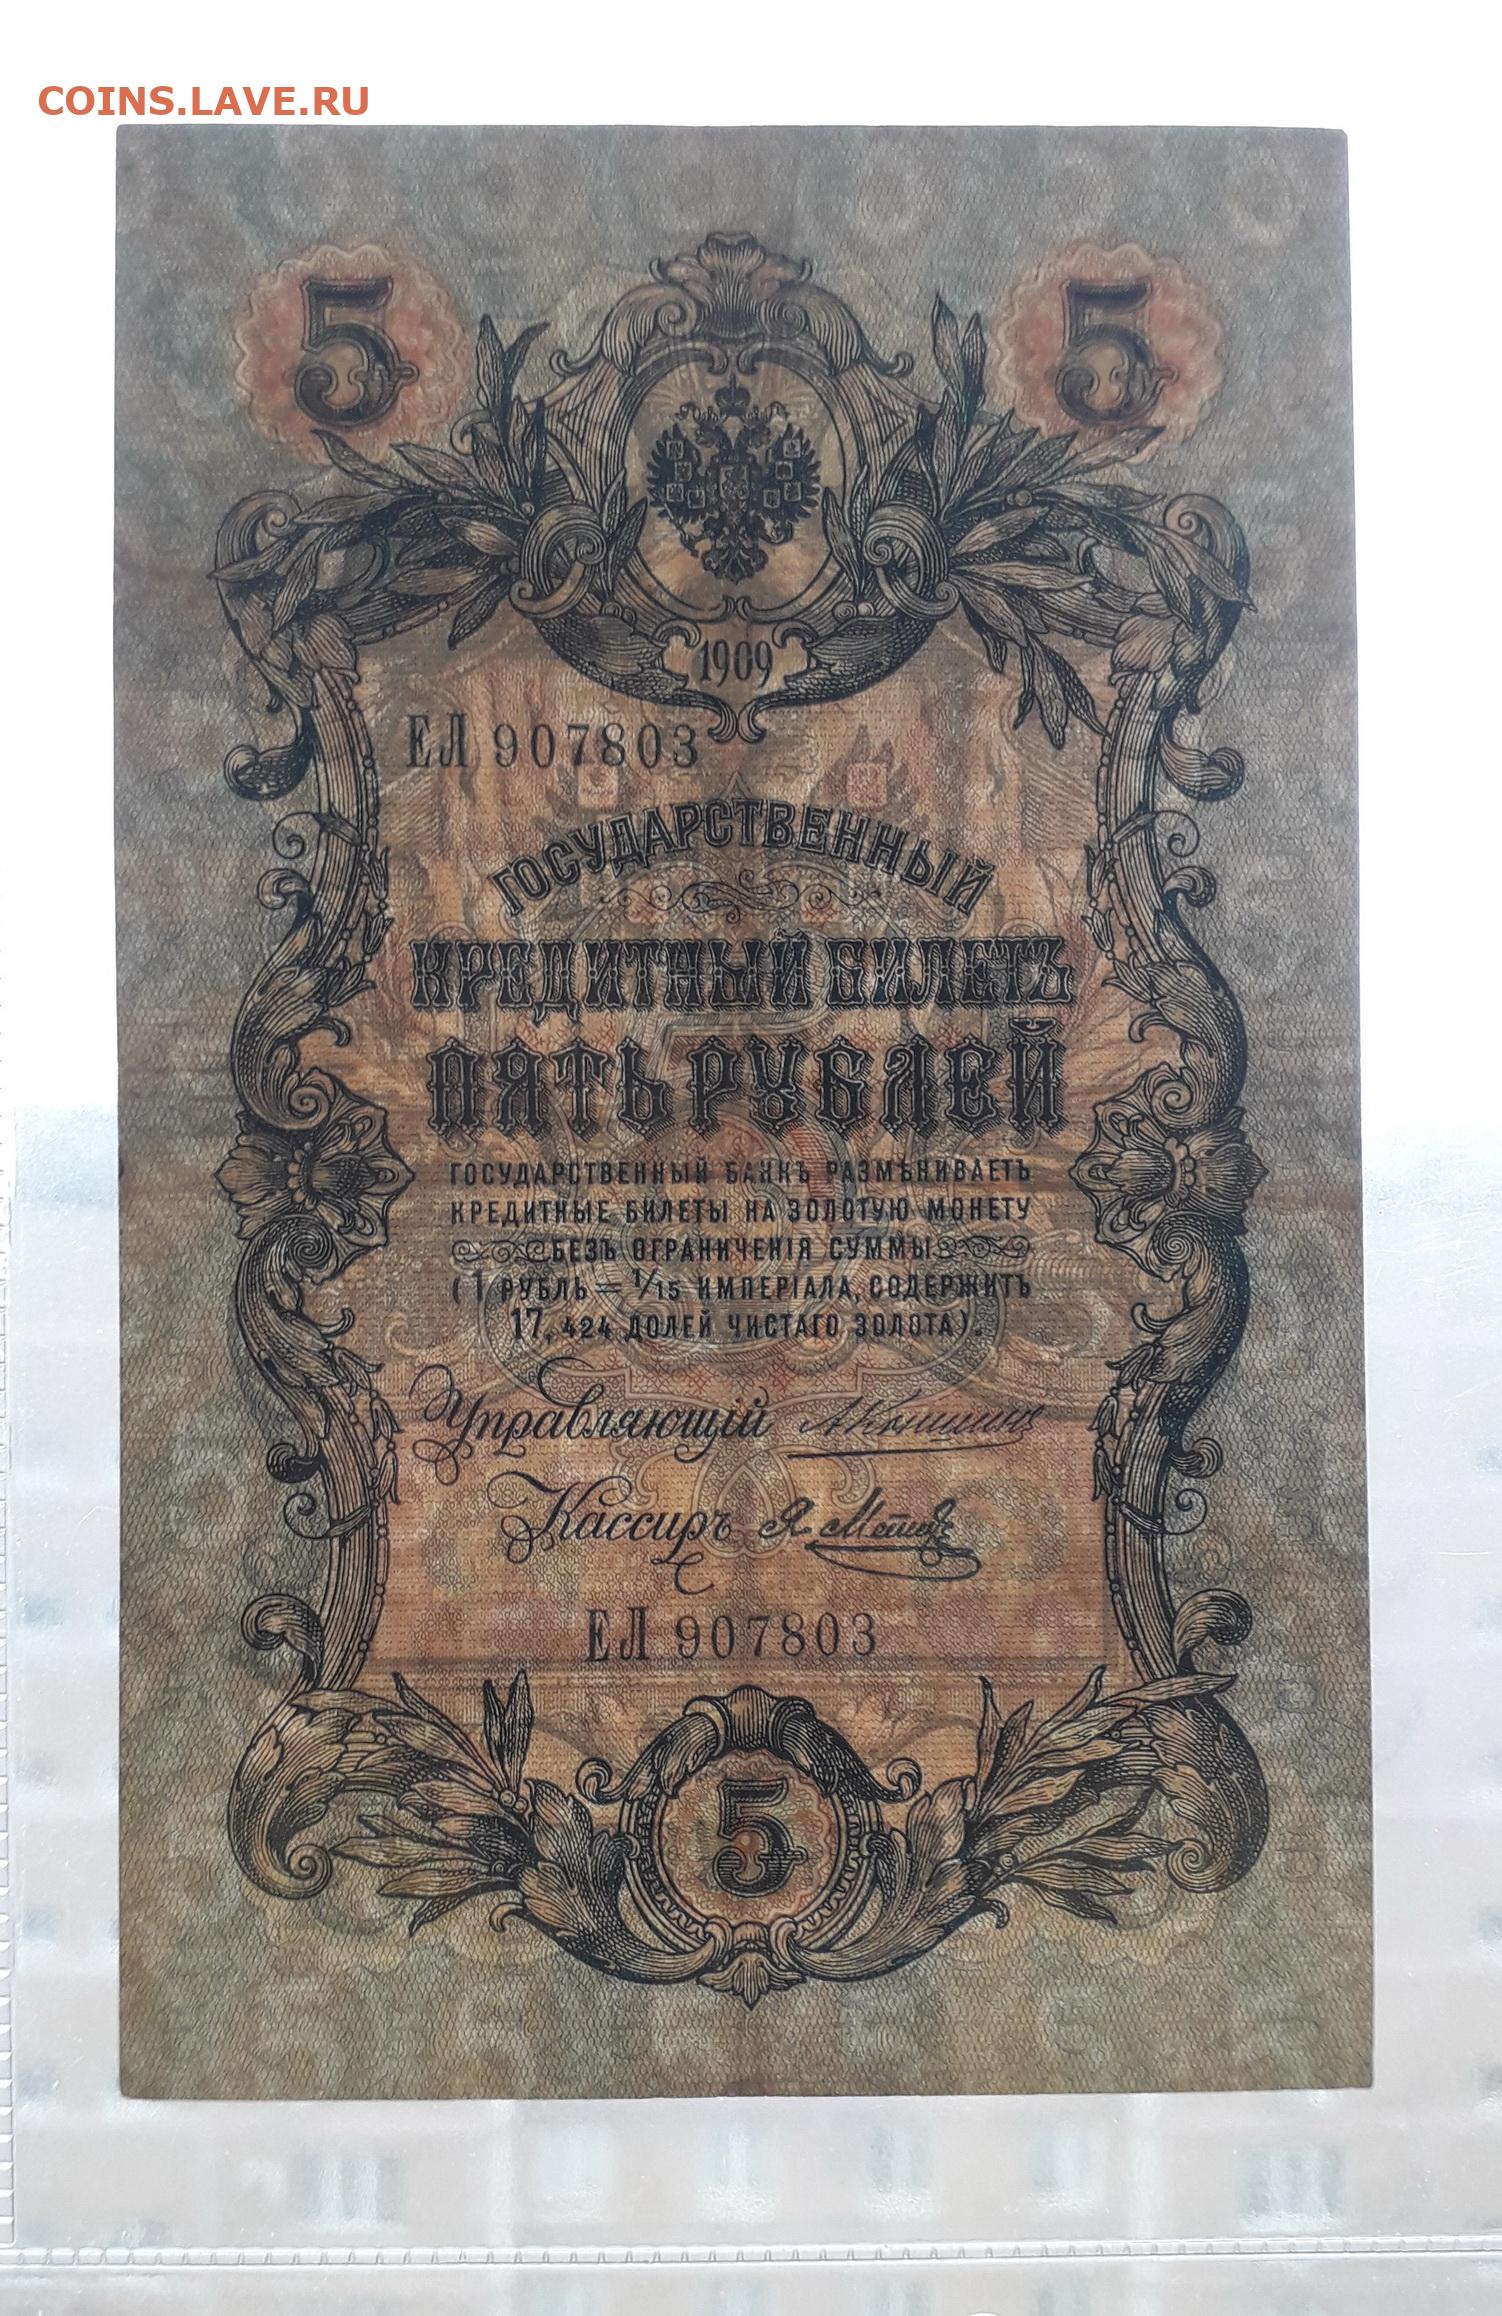 COINS.LAVE.RU
5 5
1909
ЕЛ 907803
ГОСУДАРСТВЕННЫЙ
КРЕДИТНЫЙ БИЛЕТЪ
ПЯТЬ РУБЛЕЙ
ГОСУДАРСТВЕННЫЙ БАНКЪ РАЗМѢНИВАЕТЪ
КРЕДИТНЫЕ БИЛЕТЫ НА ЗОЛОТУЮ МОНЕТУ
БЕЗЪ ОГРАНИЧЕНІЯ СУММЫ
(1 РУБЛЬ = 1/15 ИМПЕРІАЛА, СОДЕРЖИТЪ
17,424 ДОЛЕЙ ЧИСТАГО ЗОЛОТА).
Управляющій
Кассиръ Я. Метц
ЕЛ 907803
5